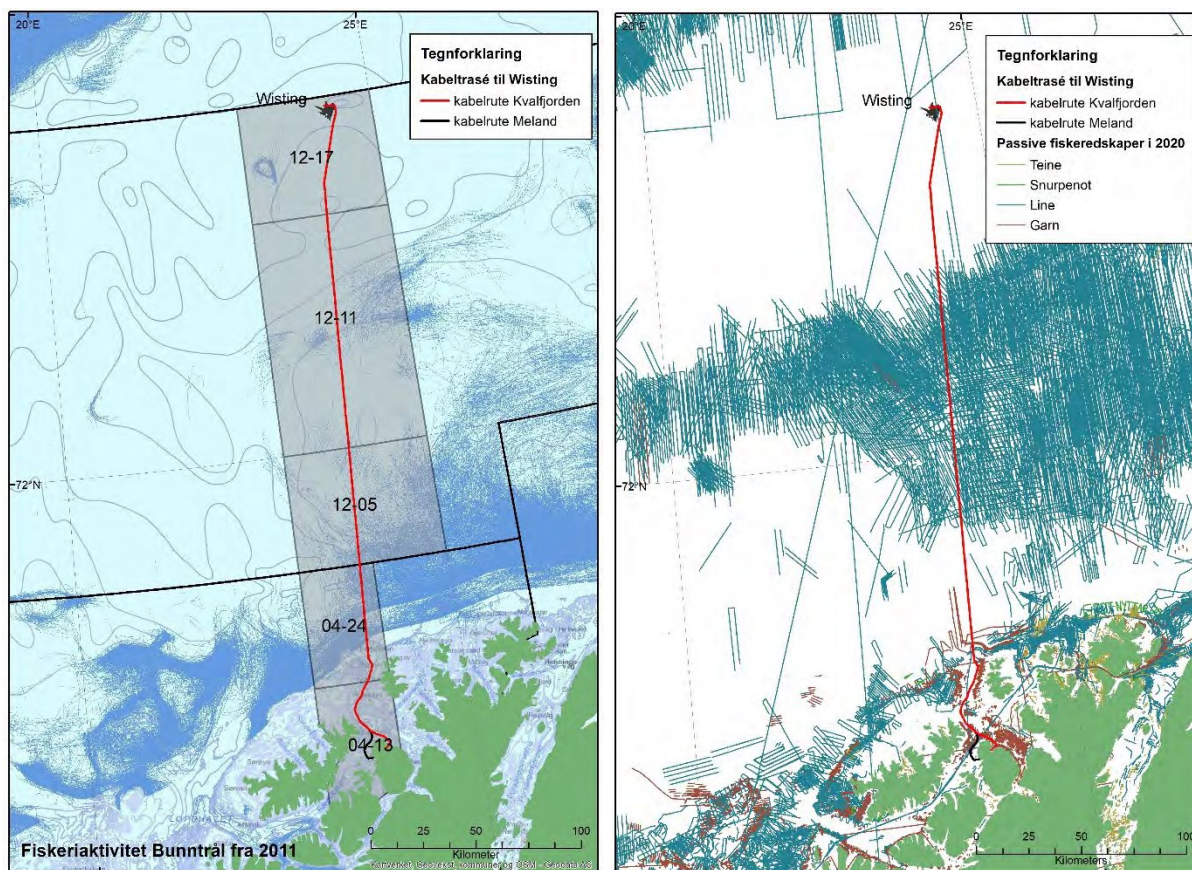 20°E
25°E
Tegnforklaring
Kabeltrasé til Wisting
kabelrute Kvalfjorden
kabelrute Meland
Wisting
12-17
12-11
72°N
12-05
04-24
04-13
0 25 50 100
Kilometer
Fiskeriaktivitet Bunntrål fra 2011
20°E
25°E
Tegnforklaring
Kabeltrasé til Wisting
kabelrute Kvalfjorden
kabelrute Meland
Passive fiskeredskaper i 2020
Teine
Snurpenot
Line
Garn
Wisting
72°N
0 25 50 100
Kilometers